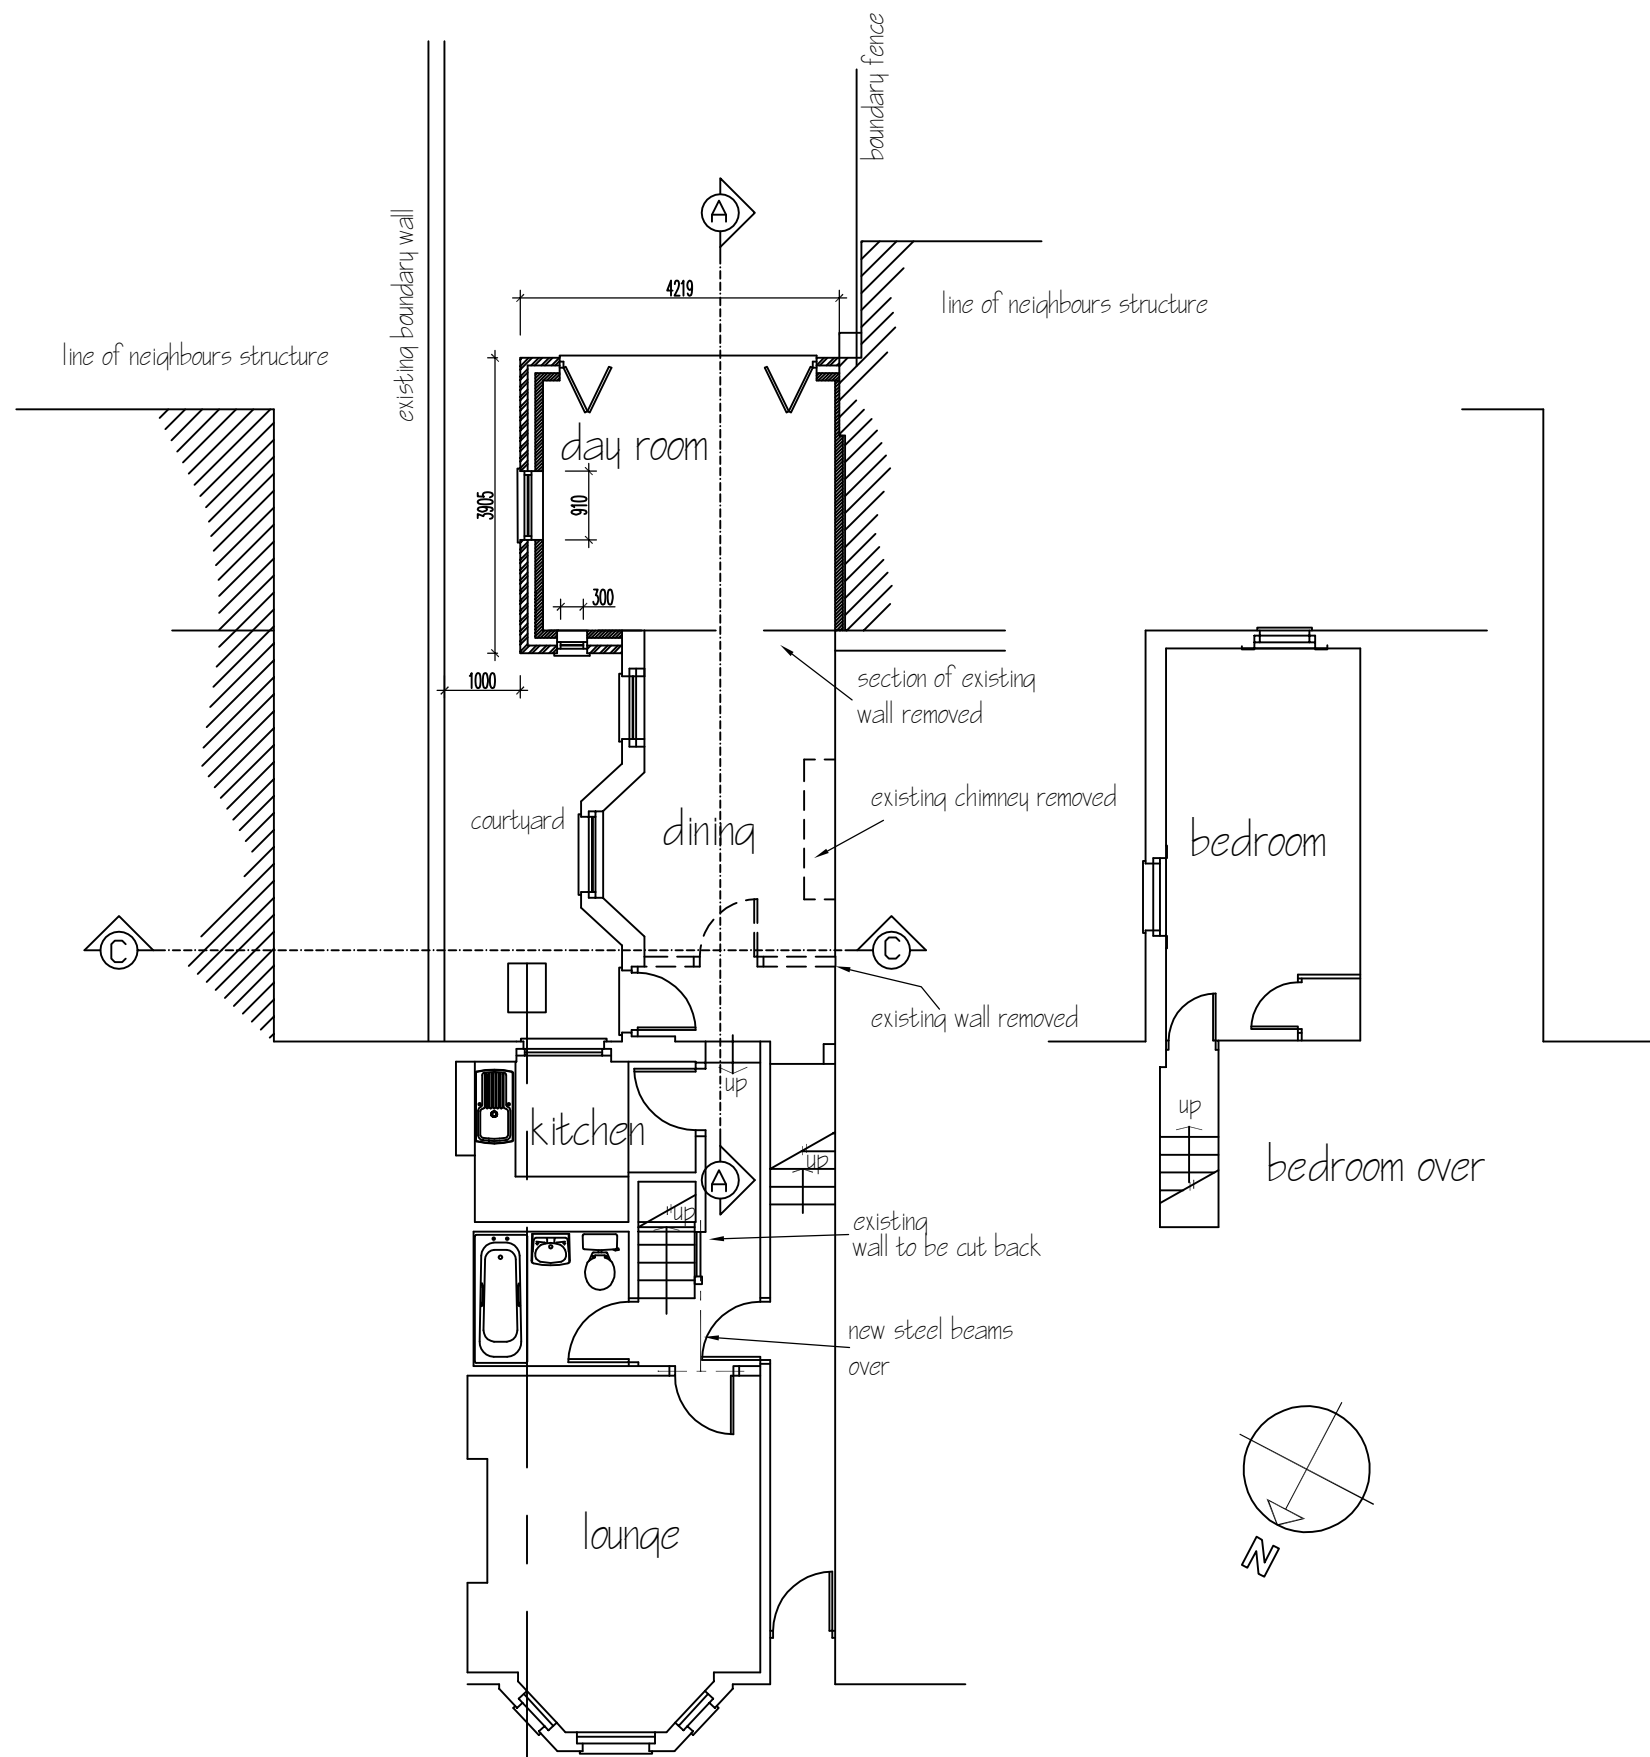 boundary fence
existing boundary wall
A
4219
line of neighbours structure
line of neighbours structure
day room
3905
910
300
1000
section of existing
wall removed
existing chimney removed
courtyard
dining
bedroom
C
C
existing wall removed
up
kitchen
up
up
A
up
bedroom over
existing
wall to be cut back
new steel beams
over
lounge
N